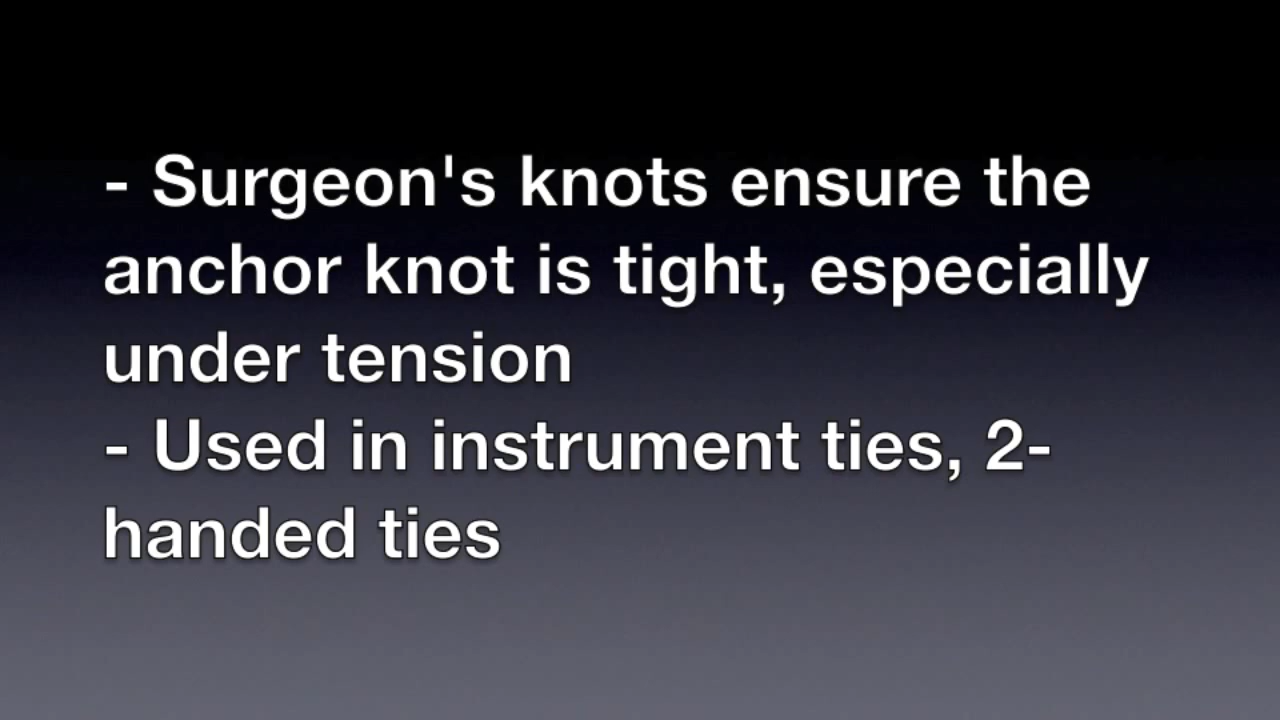 - Surgeon's knots ensure the
anchor knot is tight, especially
under tension
- Used in instrument ties, 2-
handed ties